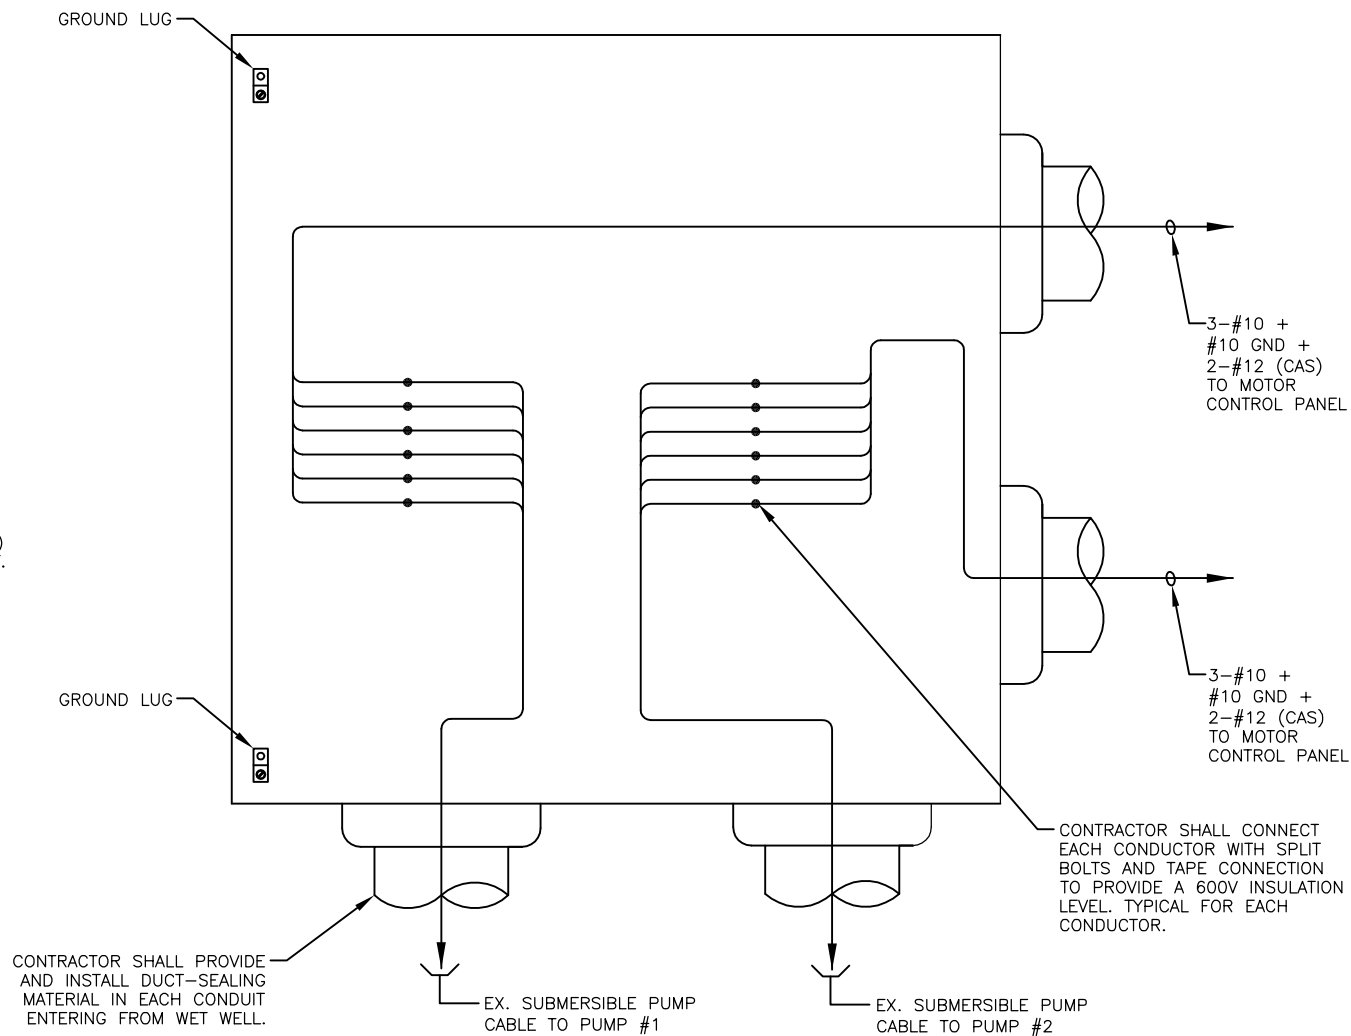 GROUND LUG
3-#10 +
#10 GND +
2-#12 (CAS)
TO MOTOR
CONTROL PANEL
)
.
GROUND LUG
3-#10 +
#10 GND +
2-#12 (CAS)
TO MOTOR
CONTROL PANEL
CONTRACTOR SHALL CONNECT
EACH CONDUCTOR WITH SPLIT
BOLTS AND TAPE CONNECTION
TO PROVIDE A 600V INSULATION
LEVEL. TYPICAL FOR EACH
CONDUCTOR.
CONTRACTOR SHALL PROVIDE
AND INSTALL DUCT-SEALING
MATERIAL IN EACH CONDUIT
ENTERING FROM WET WELL.
EX. SUBMERSIBLE PUMP
CABLE TO PUMP #1
EX. SUBMERSIBLE PUMP
CABLE TO PUMP #2